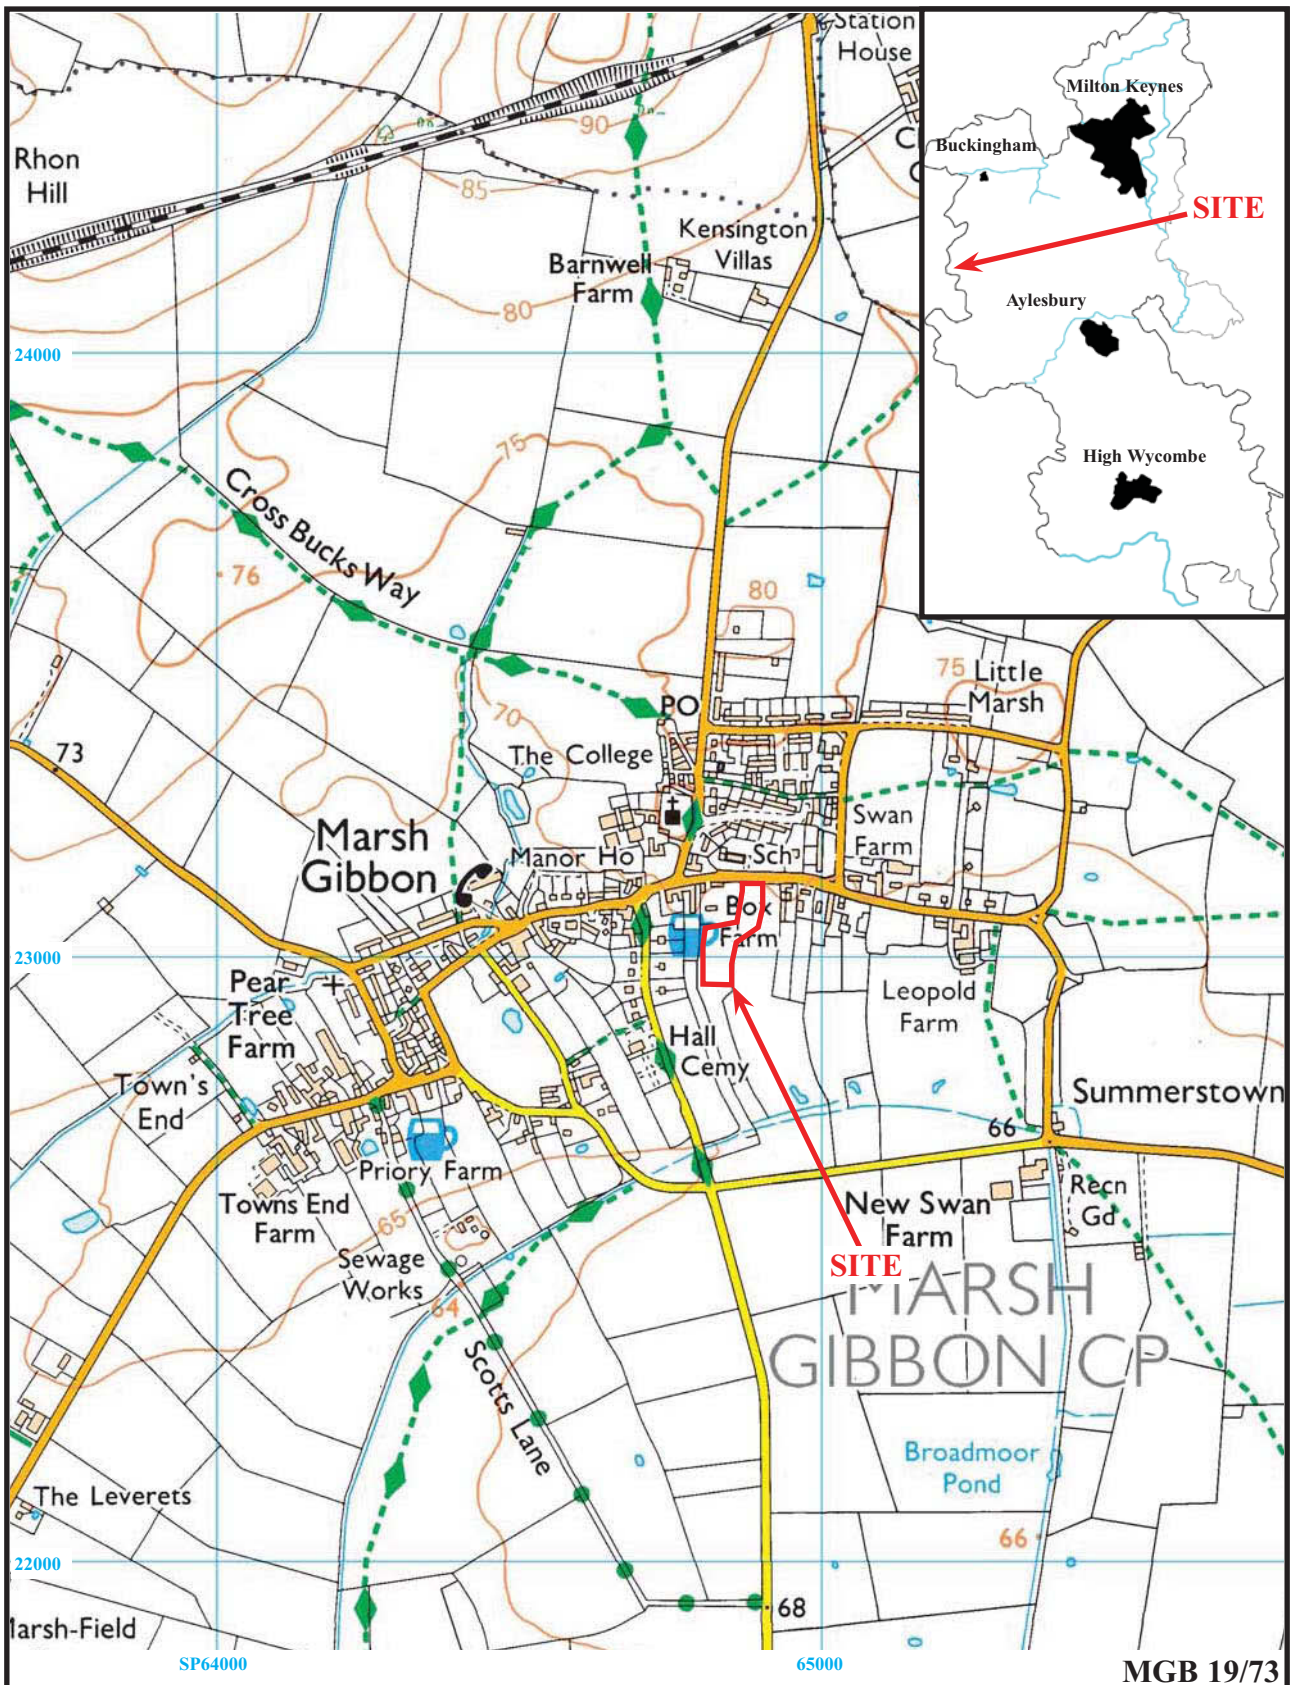 Station
House
Milton Keynes
Buckingham
SITE
Aylesbury
High Wycombe
Rhon
Hill
90
85
80
Kensington
Villas
Barnwell
Farm
24000
75
Cross Bucks Way
76
80
75
Little
Marsh
PO
70
The College
73
Swan
Farm
Marsh
Gibbon
Manor Ho
Sch
Box
Farm
23000
Pear
Tree
Farm
Leopold
Farm
Hall
Cemy
Town's
End
Summerstown
66
Priory Farm
Towns End
Farm
65
New Swan
Farm
Recn
Gd
Sewage
Works
64
SITE
MARSH
GIBBON CP
Scotts Lane
Broadmoor
Pond
The Leverets
66
22000
68
Marsh-Field
SP64000
65000
MGB 19/73